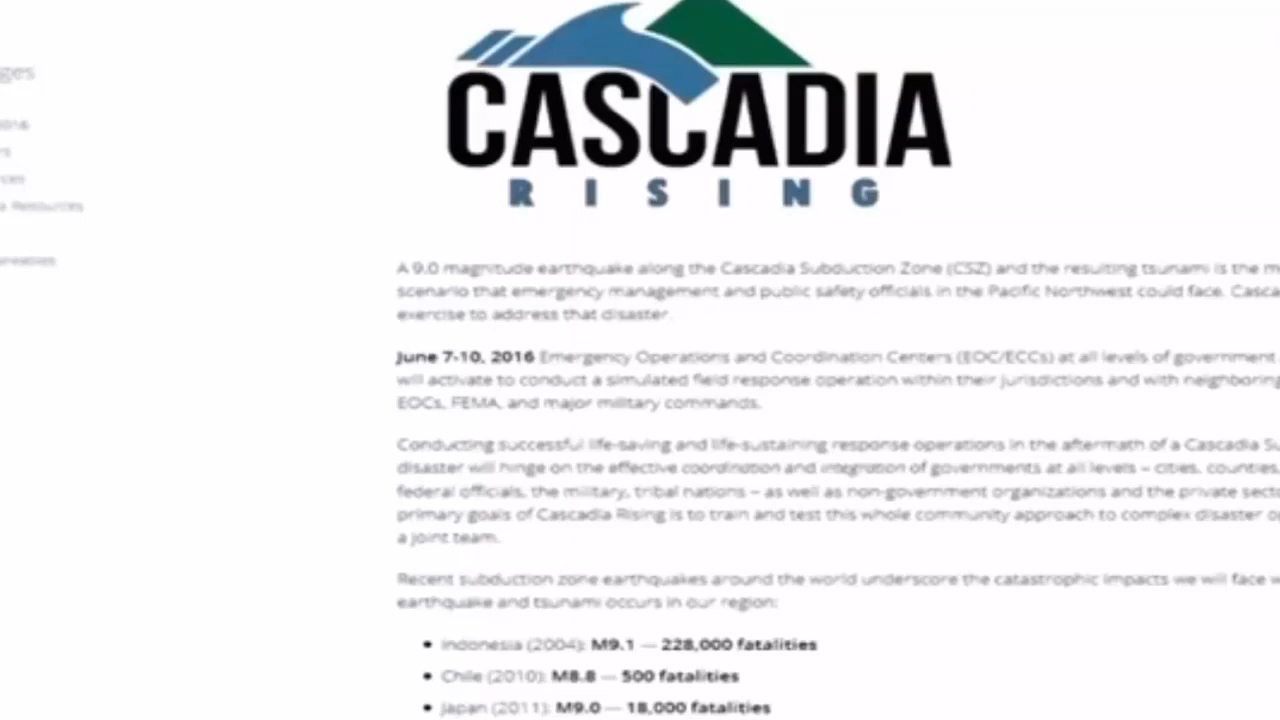 CASCADIA
RISING
ges
2016
rs
rces
a Resources
A 9.0 magnitude earthquake along the Cascadia Subduction Zone (CSZ) and the resulting tsunami is the m
scenario that emergency management and public safety officials in the Pacific Northwest could face. Casca
exercise to address that disaster.
June 7-10, 2016 Emergency Operations and Coordination Centers (EOC/ECCs) at all levels of government
will activate to conduct a simulated field response operation within their jurisdictions and with neighboring
EOCs, FEMA, and major military commands.
Conducting successful life-saving and life-sustaining response operations in the aftermath of a Cascadia Su
disaster will hinge on the effective coordination and integration of governments at all levels – cities, counties,
federal officials, the military, tribal nations – as well as non-government organizations and the private secto
primary goals of Cascadia Rising is to train and test this whole community approach to complex disaster op
a joint team.
Recent subduction zone earthquakes around the world underscore the catastrophic impacts we will face w
earthquake and tsunami occurs in our region:
• Indonesia (2004): M9.1 — 228,000 fatalities
• Chile (2010): M8.8 — 500 fatalities
• Japan (2011): M9.0 — 18,000 fatalities